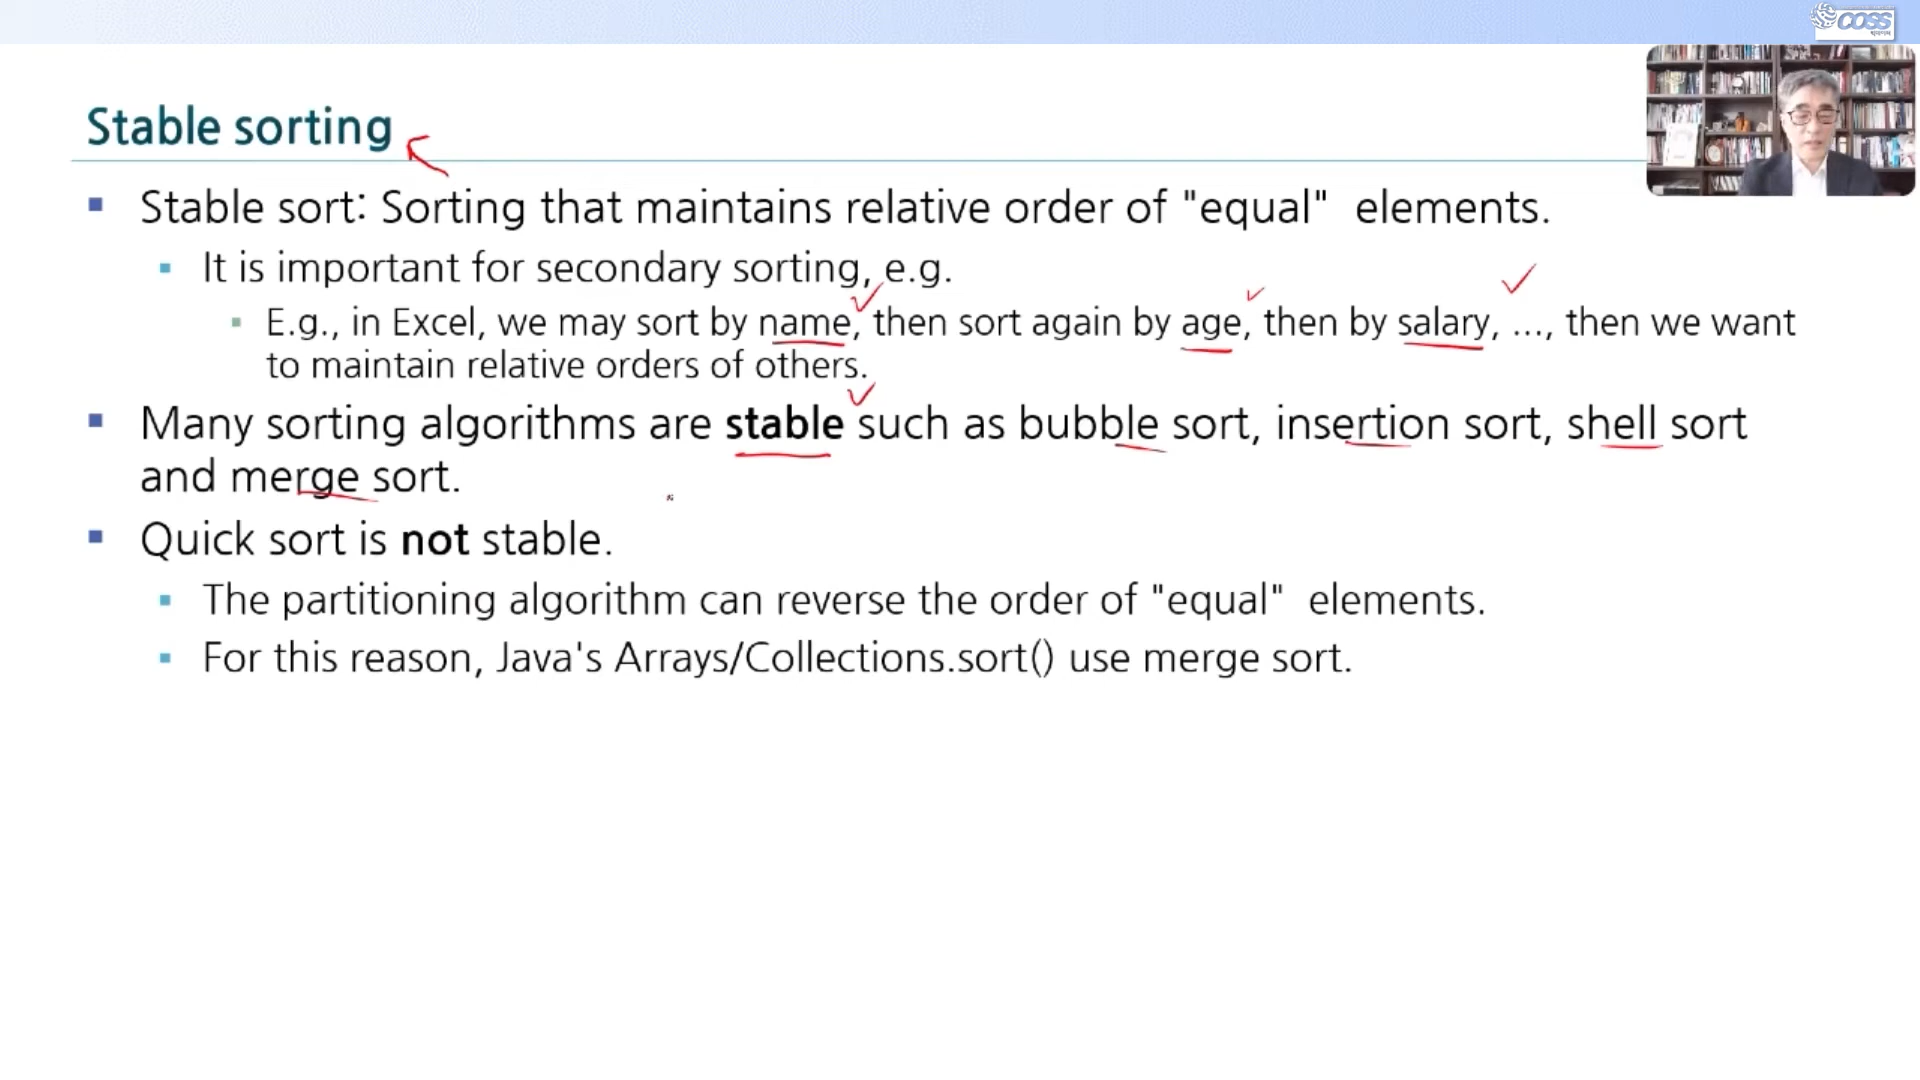 COSS
Stable sorting
Stable sort: Sorting that maintains relative order of "equal" elements.
It is important for secondary sorting, e.g.
E.g., in Excel, we may sort by name, then sort again by age, then by salary, ..., then we want
to maintain relative orders of others.
Many sorting algorithms are stable such as bubble sort, insertion sort, shell sort
and merge sort.
Quick sort is not stable.
The partitioning algorithm can reverse the order of "equal" elements.
For this reason, Java's Arrays/Collections.sort() use merge sort.